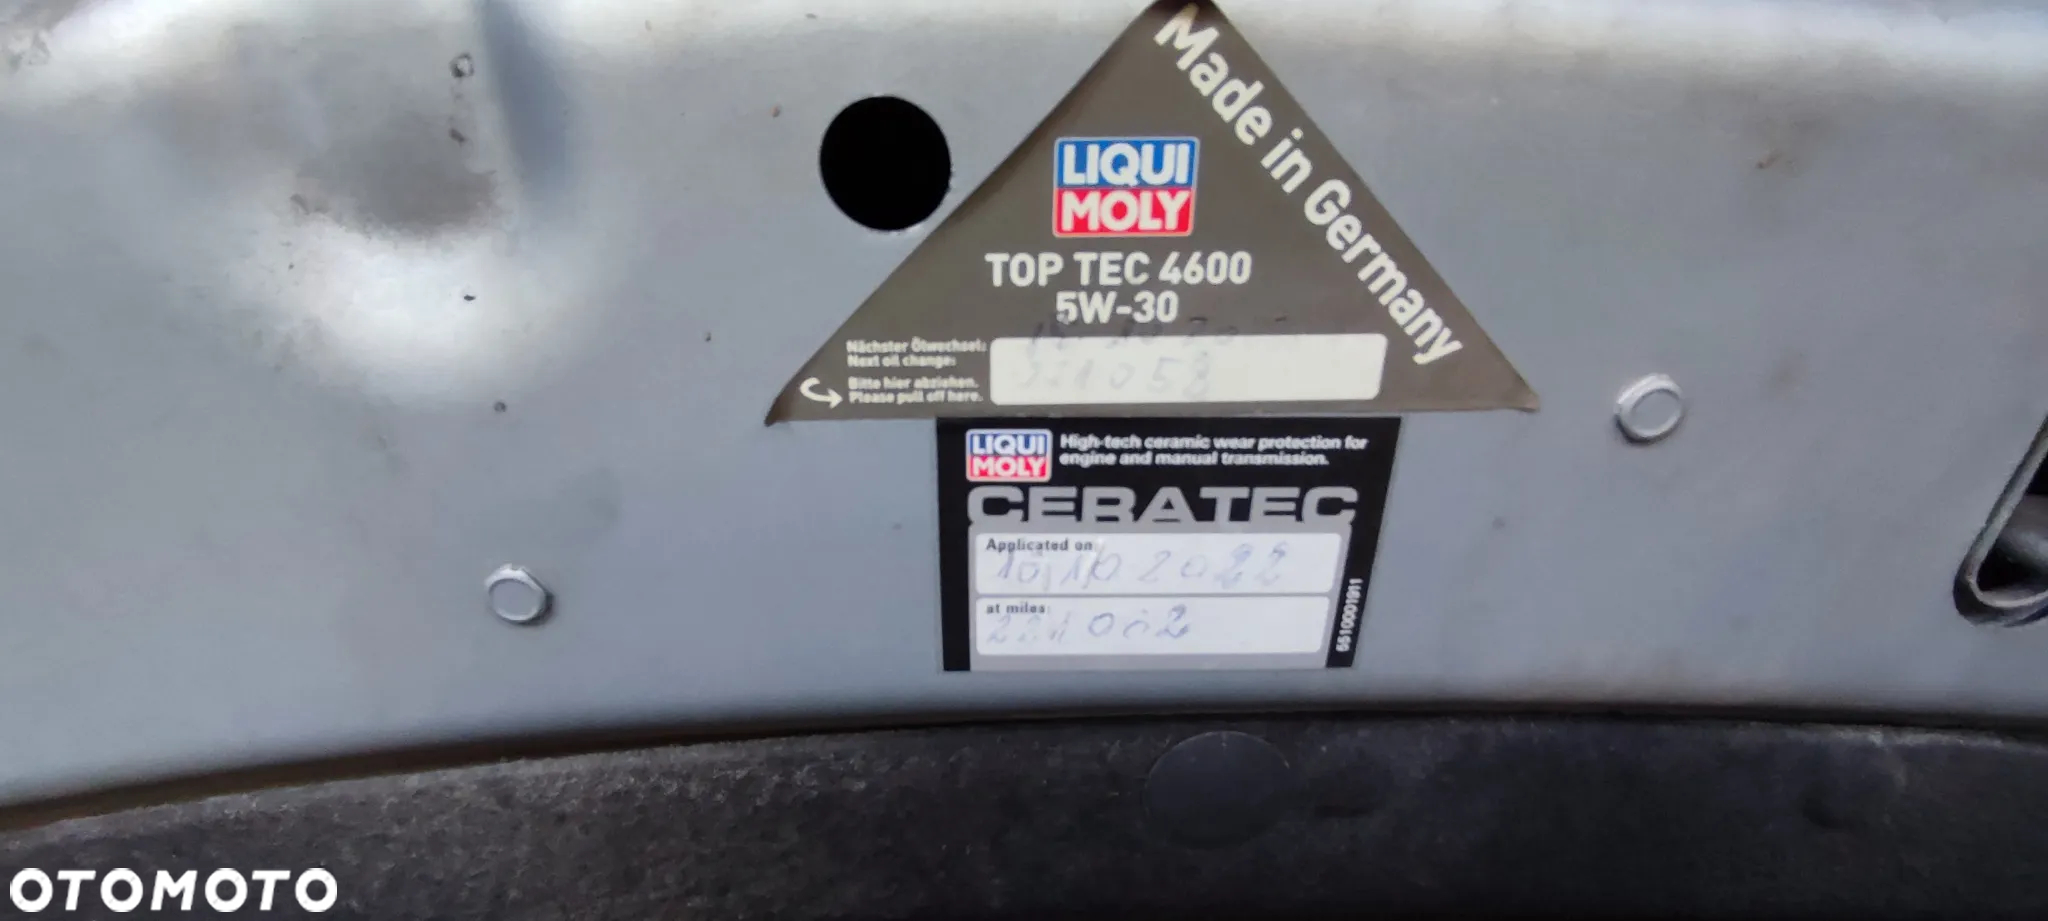 Made in Germany
LIQUI
MOLY
TOP TEC 4600
5W-30
Nächster Ölwechsel:
Next oil change:
Bitte hier abziehen.
Please pull off here.
LIQUI
MOLY
High-tech ceramic wear protection for
engine and manual transmission.
CERATEC
Applicated on:
10,10 2022
at miles:
5510001911
OTOMOTO